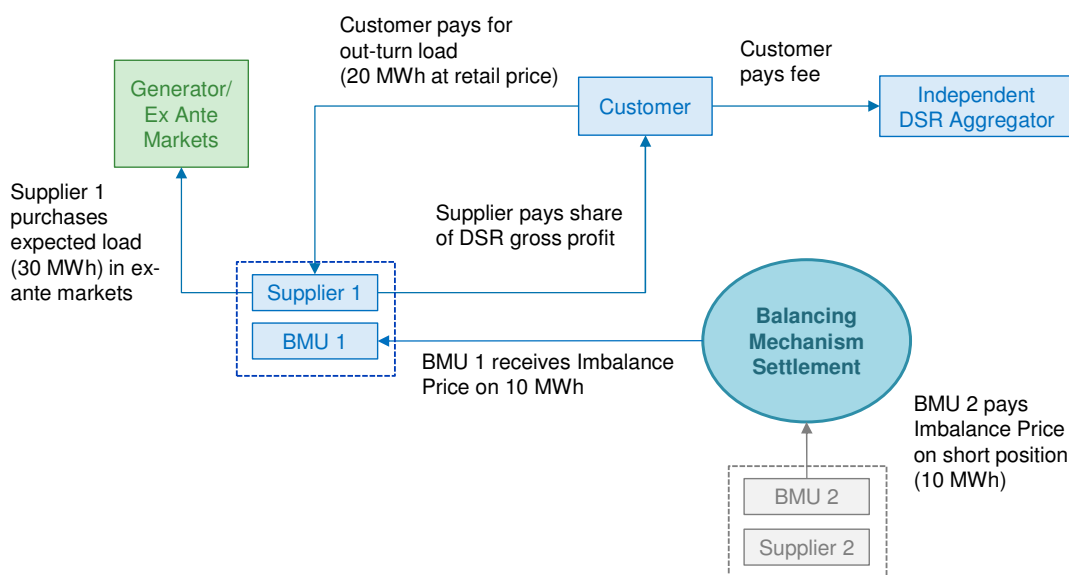 Customer pays for
out-turn load
(20 MWh at retail price)
Customer
pays fee
Generator/
Ex Ante
Markets
Customer
Independent
DSR Aggregator
Supplier 1
purchases
expected load
(30 MWh) in ex-
ante markets
Supplier pays share
of DSR gross profit
Supplier 1
BMU 1
BMU 1 receives Imbalance
Price on 10 MWh
Balancing
Mechanism
Settlement
BMU 2 pays
Imbalance Price
on short position
(10 MWh)
BMU 2
Supplier 2